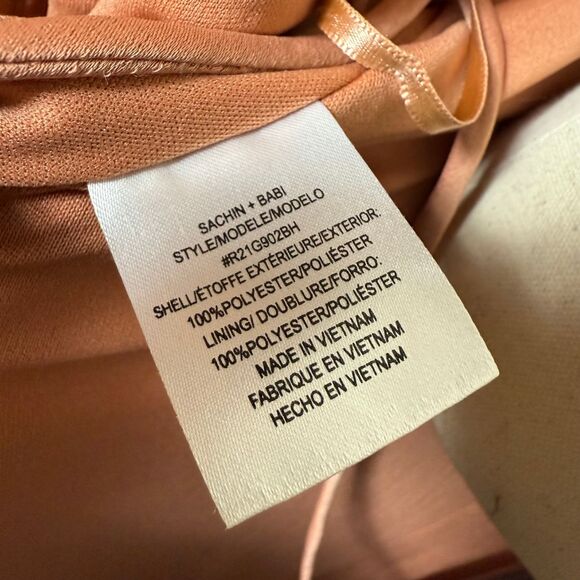 SACHIN + BABI
STYLE/MODELE/MODELO
#R21G902BH
SHELL/ÉTOFFE EXTÉRIEURE/EXTERIOR:
100%POLYESTER/POLIÉSTER
LINING/ DOUBLURE/FORRO:
100%POLYESTER/POLIÉSTER
MADE IN VIETNAM
FABRIQUE EN VIETNAM
HECHO EN VIETNAM